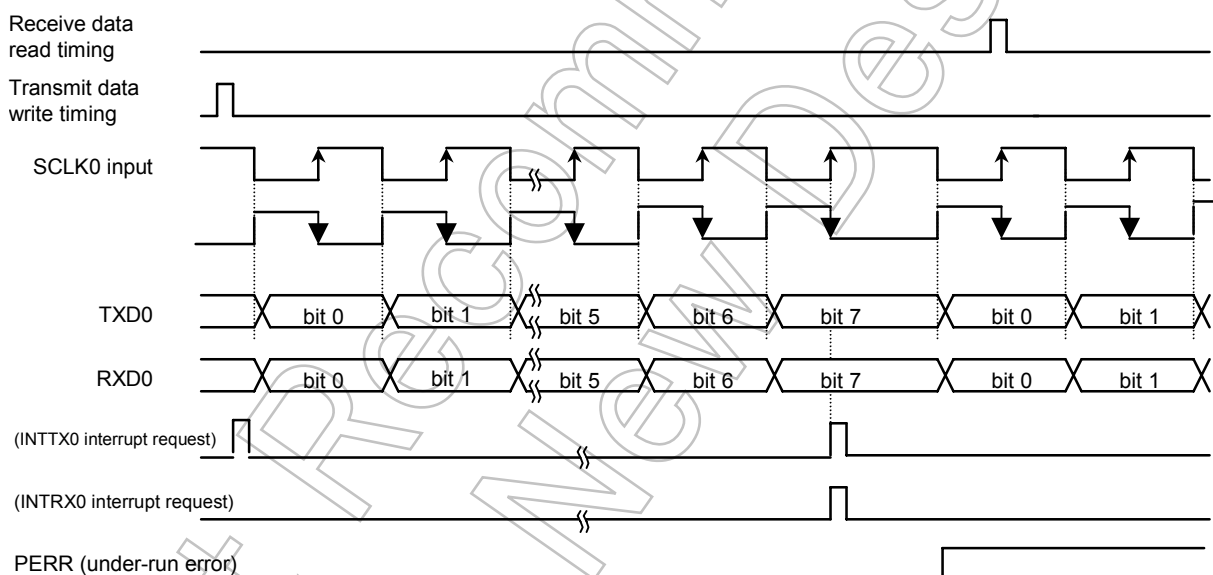 Receive data
read timing
Transmit data
write timing
SCLK0 input
TXD0 bit 0 bit 1 bit 5 bit 6 bit 7 bit 0 bit 1
RXD0 bit 0 bit 1 bit 5 bit 6 bit 7 bit 0 bit 1
(INTTX0 interrupt request)
(INTRX0 interrupt request)
PERR (under-run error)